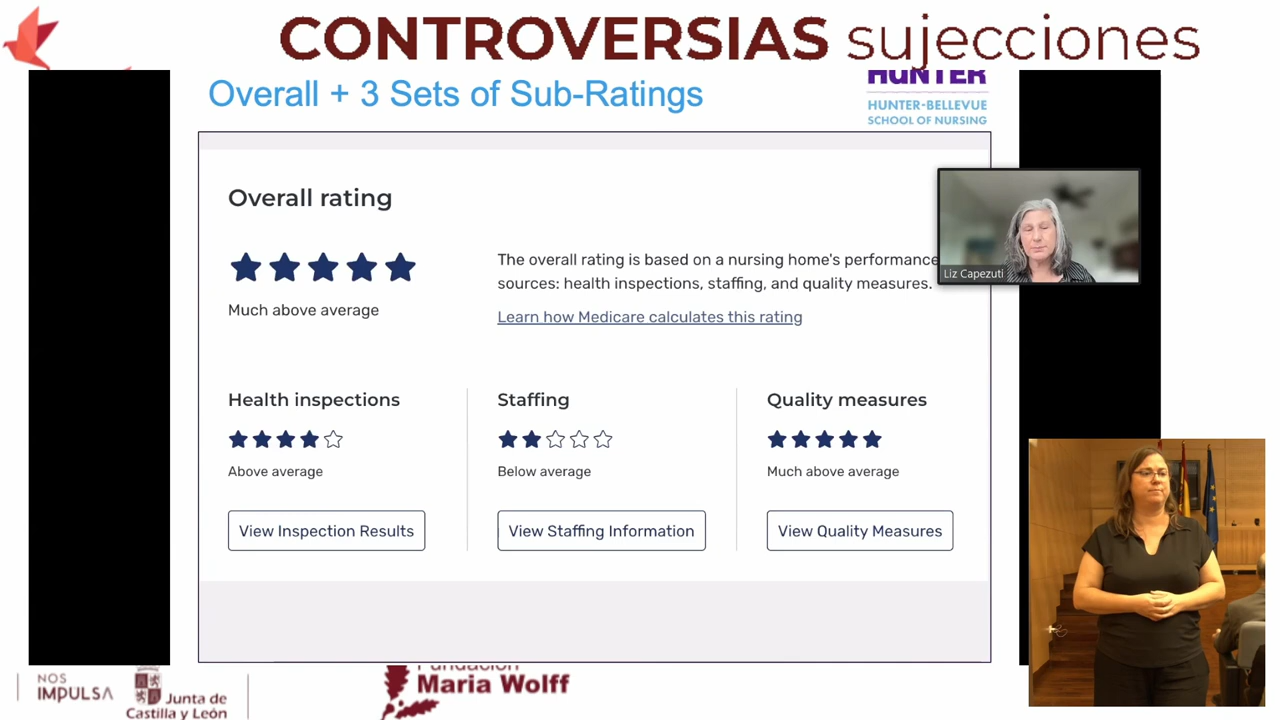 CONTROVERSIAS sujecciones
Overall + 3 Sets of Sub-Ratings
HUNTER
HUNTER-BELLEVUE
SCHOOL OF NURSING
Overall rating
Much above average
The overall rating is based on a nursing home's performance
sources: health inspections, staffing, and quality measures.
Learn how Medicare calculates this rating
Liz Capezuti
Health inspections
Above average
View Inspection Results
Staffing
Below average
View Staffing Information
Quality measures
Much above average
View Quality Measures
NOS
IMPULSA
Junta de
Castilla y León
Fundación
Maria Wolff